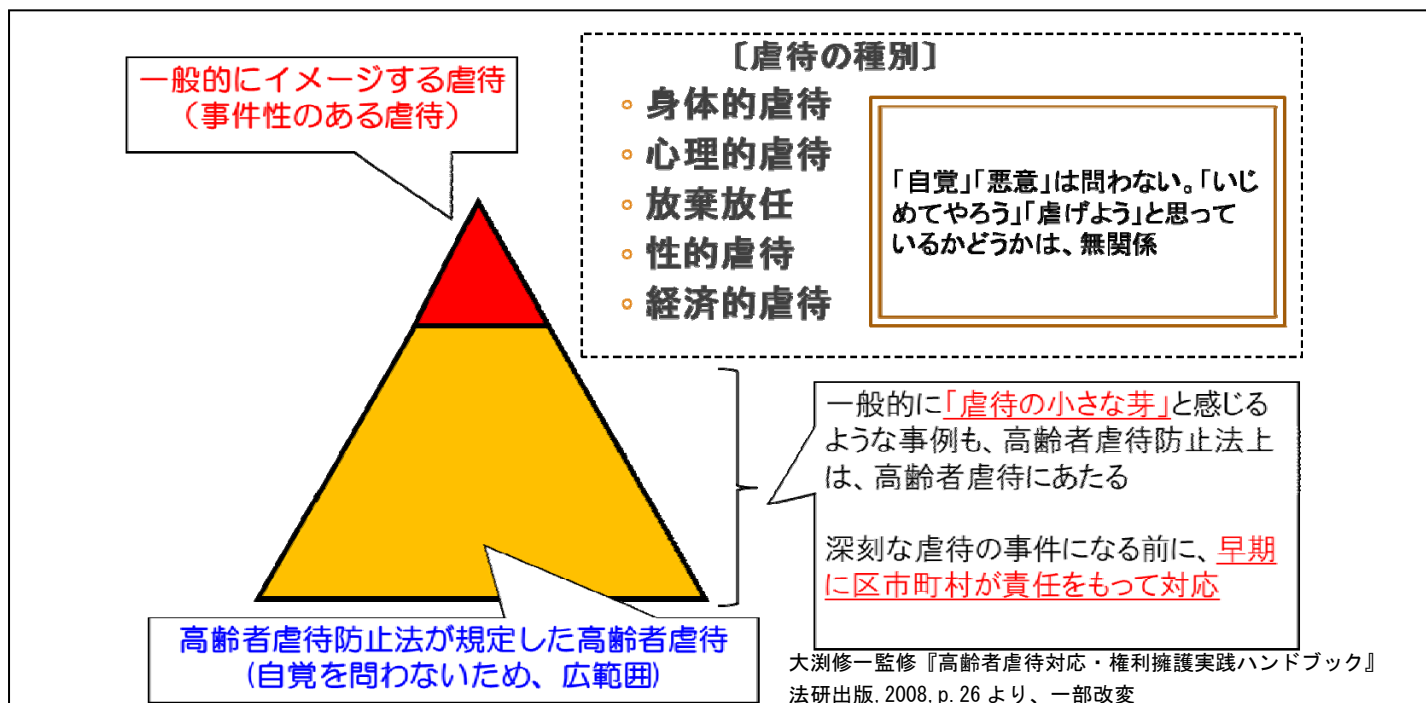 一般的にイメージする虐待
（事件性のある虐待）
〔虐待の種別〕
◦ 身体的虐待
◦ 心理的虐待
◦ 放棄放任
◦ 性的虐待
◦ 経済的虐待
「自覚」「悪意」は問わない。「いじ
めてやろう」「虐げよう」と思って
いるかどうかは、無関係
一般的に「虐待の小さな芽」と感じる
ような事例も、高齢者虐待防止法上
は、高齢者虐待にあたる
深刻な虐待の事件になる前に、早期
に区市町村が責任をもって対応
高齢者虐待防止法が規定した高齢者虐待
(自覚を問わないため、広範囲)
大渕修一監修『高齢者虐待対応・権利擁護実践ハンドブック』
法研出版, 2008, p. 26 より、一部改変